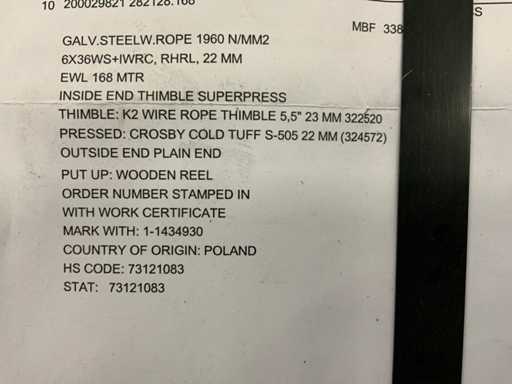 10 200029821 282128.168
MBF 338
S
GALV.STEELW.ROPE 1960 N/MM2
6X36WS+IWRC, RHRL, 22 MM
EWL 168 MTR
INSIDE END THIMBLE SUPERPRESS
THIMBLE: K2 WIRE ROPE THIMBLE 5,5" 23 MM 322520
PRESSED: CROSBY COLD TUFF S-505 22 MM (324572)
OUTSIDE END PLAIN END
PUT UP: WOODEN REEL
ORDER NUMBER STAMPED IN
WITH WORK CERTIFICATE
MARK WITH: 1-1434930
COUNTRY OF ORIGIN: POLAND
HS CODE: 73121083
STAT: 73121083